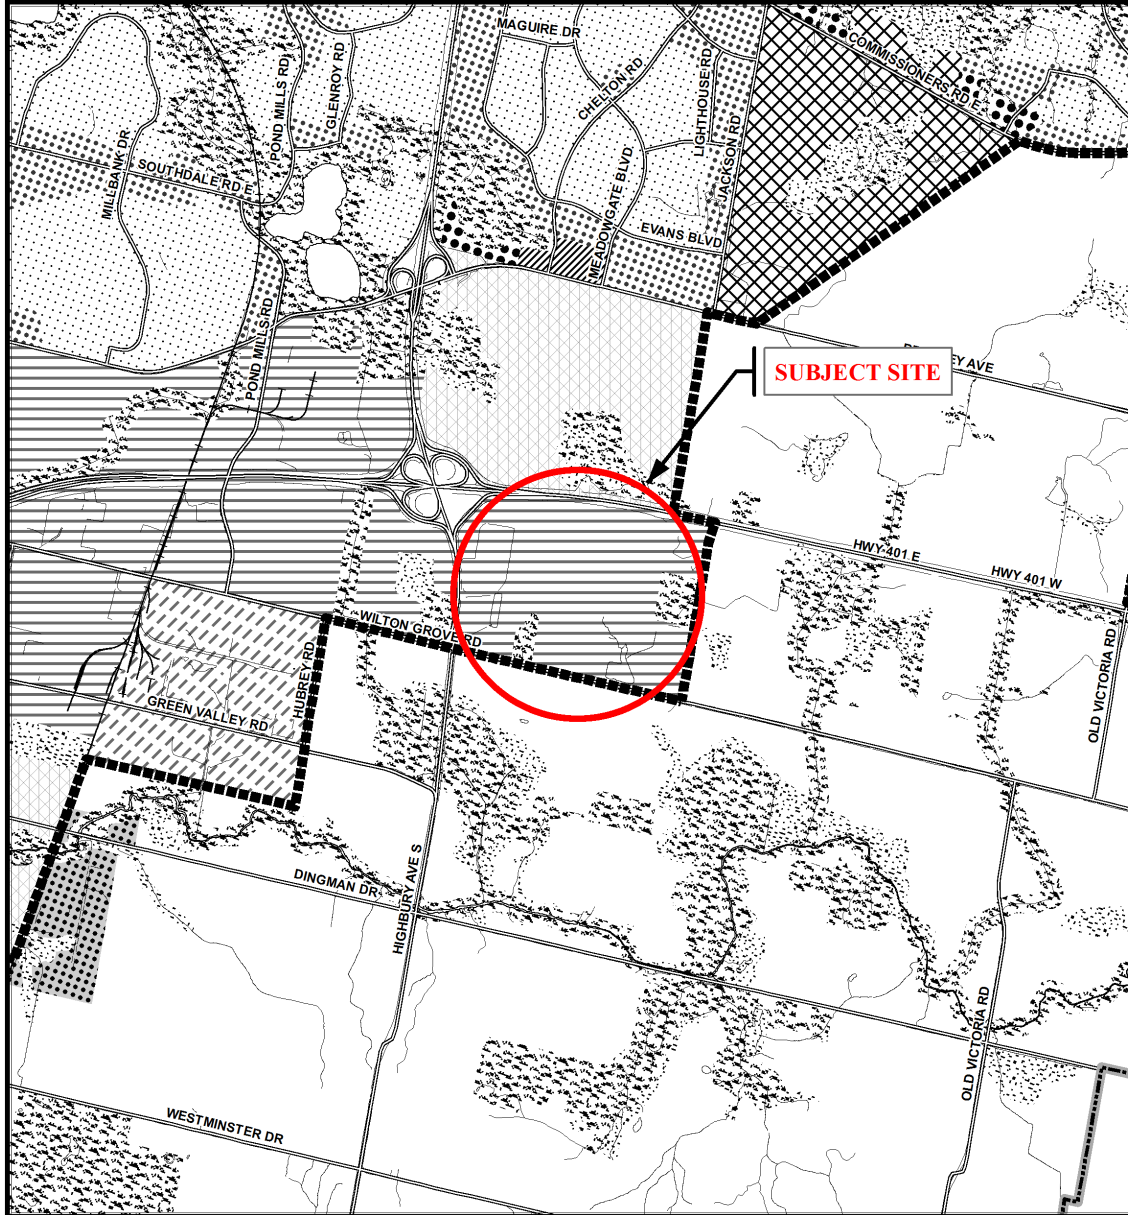 MAGUIRE DR
COMMISSIONERS RD E
GLENROY RD
POND MILLS RD
CHELTON RD
LIGHTHOUSE RD
JACKSON RD
MILLBANK DR
SOUTHDALE RD E
MEADOWGATE BLVD
EVANS BLVD
POND MILLS RD
EY AVE
SUBJECT SITE
HWY 401 E
HWY 401 W
WILTON GROVE RD
HUBREY RD
OLD VICTORIA RD
GREEN VALLEY RD
DINGMAN DR
HIGHBURY AVE S
OLD VICTORIA RD
WESTMINSTER DR